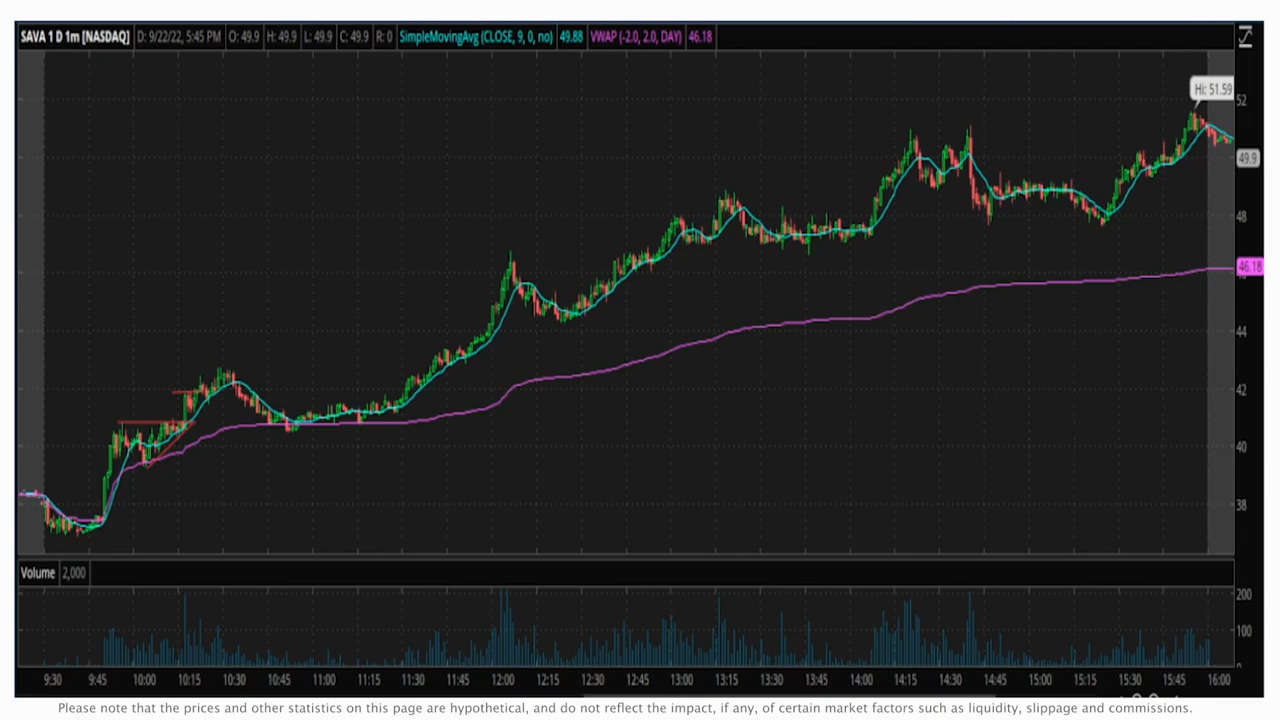 SAVA 1 D 1m [NASDAQ] D: 9/22/22, 5:45 PM O: 49.9 H: 49.9 L: 49.9 C: 49.9 R: 0 SimpleMovingAvg (CLOSE, 9, 0, no) 49.88 VWAP (-2.0, 2.0, DAY) 46.18
Hi: 51.59
52
49.9
48
46.18
44
42
40
38
Volume 2,000
200
100
0
9:30 9:45 10:00 10:15 10:30 10:45 11:00 11:15 11:30 11:45 12:00 12:15 12:30 12:45 13:00 13:15 13:30 13:45 14:00 14:15 14:30 14:45 15:00 15:15 15:30 15:45 16:00
Please note that the prices and other statistics on this page are hypothetical, and do not reflect the impact, if any, of certain market factors such as liquidity, slippage and commissions.